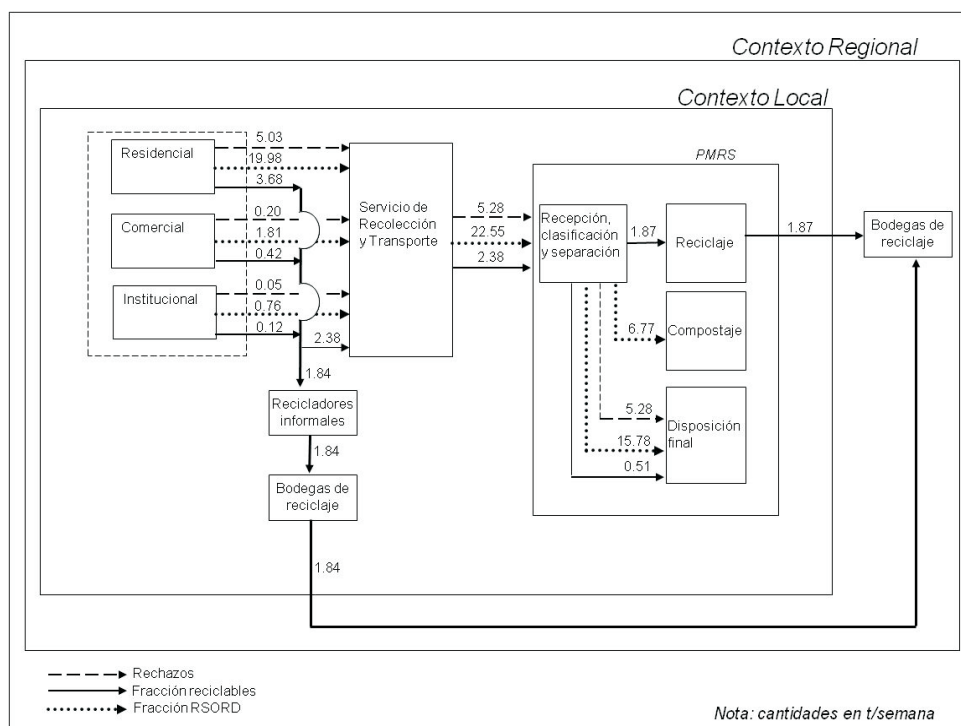 Contexto Regional
Contexto Local
PMRS
Residencial
5.03
19.98
3.68
Comercial
0.20
1.81
0.42
Institucional
0.05
0.76
0.12
2.38
1.84
Servicio de
Recolección
y Transporte
5.28
22.55
2.38
Recepción,
clasificación
y separación
1.87
Reciclaje
1.87
Bodegas de
reciclaje
6.77
Compostaje
5.28
15.78
0.51
Disposición
final
Recicladores
informales
1.84
Bodegas de
reciclaje
1.84
Rechazos
Fracción reciclables
Fracción RSORD
Nota: cantidades en t/semana